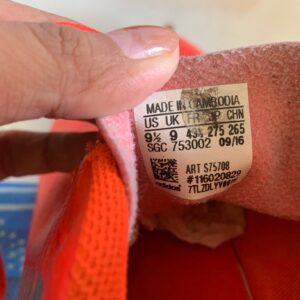 MADE IN CAMBODIA
US UK FR JP CHN
9½ 9 43⅓ 275 265
SGC 753002 09/16
ART S75708
#116020829
adidas